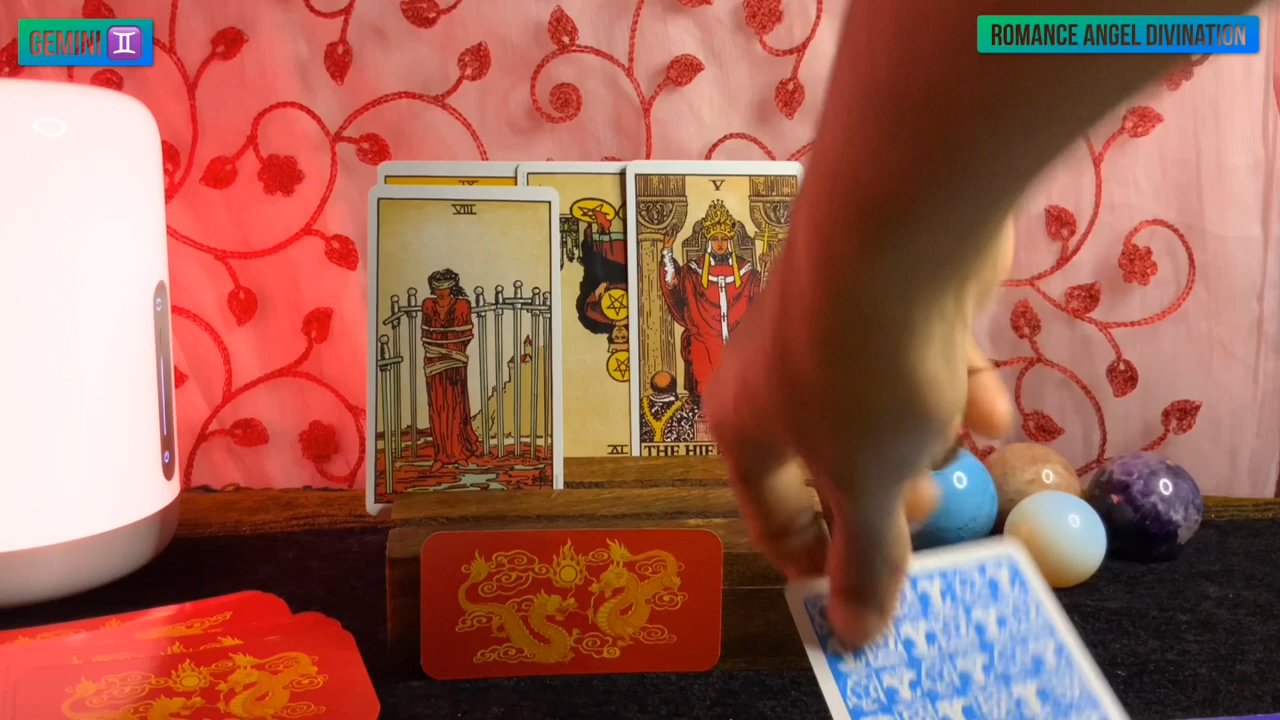 GEMINI ♊
ROMANCE ANGEL DIVINATION
V
VIII
THE HIE